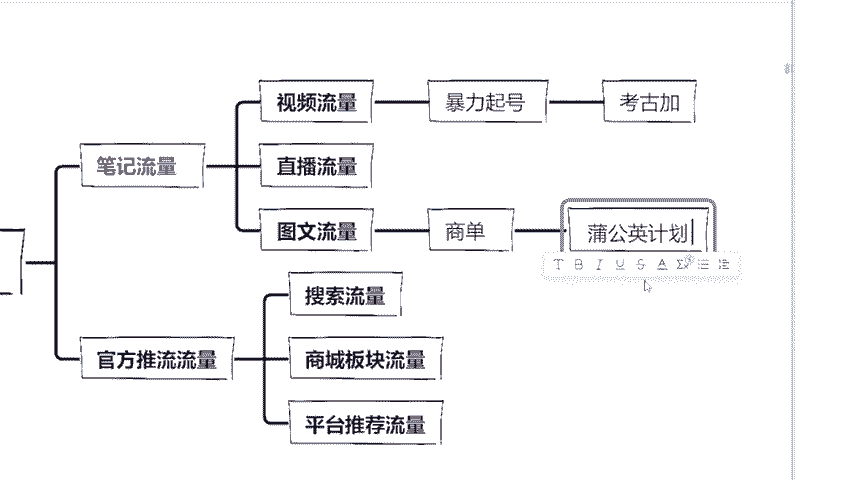 视频流量
暴力起号
考古加
笔记流量
直播流量
图文流量
商单
蒲公英计划
T B I U S A Σ
搜索流量
官方推流流量
商城板块流量
平台推荐流量